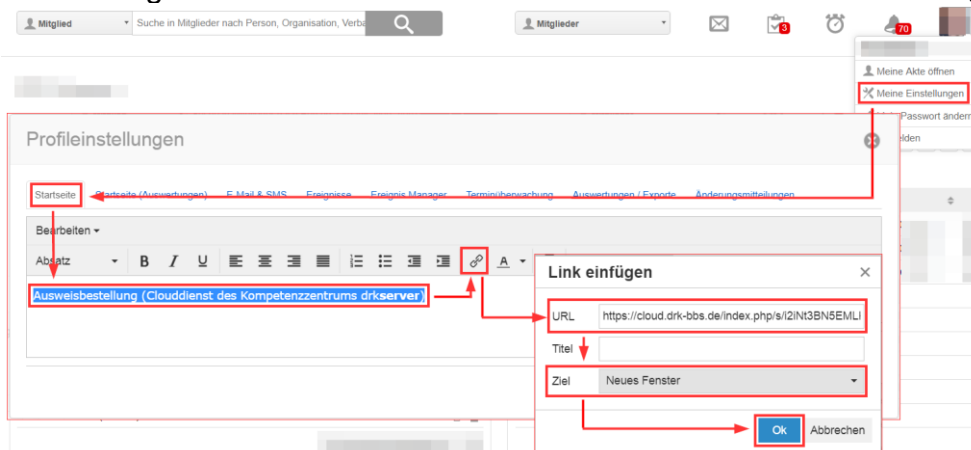 Mitglied
Suche in Mitglieder nach Person, Organisation, Verba
Mitglieder
3
70
Meine Akte öffnen
Meine Einstellungen
Passwort ändern
elden
Profileinstellungen
Startseite
Startseite (Auswertungen)
E-Mail & SMS
Ereignisse
Ereignis Manager
Terminüberwachung
Auswertungen / Exporte
Änderungsmitteilungen
Bearbeiten
Absatz
B I U
A
Ausweisbestellung (Clouddienst des Kompetenzzentrums drkserver)
Link einfügen
URL
https://cloud.drk-bbs.de/index.php/s/i2iNt3BN5EMLI
Titel
Ziel
Neues Fenster
Ok
Abbrechen